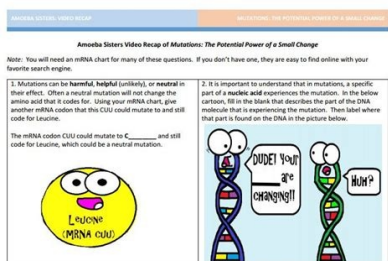 AMOEBA SISTERS VIDEO RECAP
MUTATIONS: THE POTENTIAL POWER OF A SMALL CHANGE
Amoeba Sisters Video Recap of Mutations: The Potential Power of a Small Change
Note: You will need an mRNA chart for many of these questions. If you don't have one, they are easy to find online with your
favorite search engine.
1. Mutations can be harmful, helpful (unlikely), or neutral in
their effect. Often a neutral mutation will not change the
amino acid that it codes for. Using your mRNA chart, give
another mRNA codon that this CUU could mutate to and still
code for Leucine.
The mRNA codon CUU could mutate to C________ and still
code for Leucine, which could be a neutral mutation.
LEUCINE
(MRNA CUU)
2. It is important to understand that in mutations, a specific
part of a nucleic acid experiences the mutation. In the below
cartoon, fill in the blank that describes the part of the DNA
molecule that is experiencing the mutation. Then label where
that part is found on the DNA in the picture below.
DUDE! YOUR
____ are
CHANGING!!
HUH?